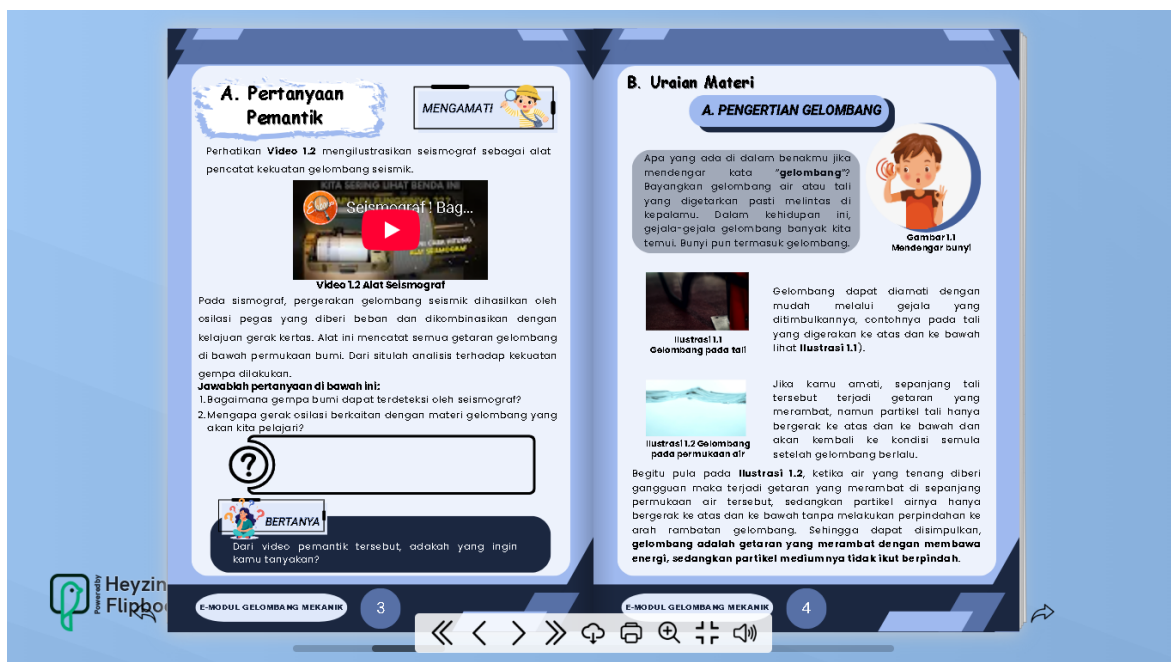 A. Pertanyaan
Pemantik
MENGAMATI
Perhatikan Video 1.2 mengilustrasikan seismograf sebagai alat
pencatat kekuatan gelombang seismik.
KITA SERING LIHAT BENDA INI
Seismograf ! Bag...
Video 1.2 Alat Seismograf
Pada sismograf, pergerakan gelombang seismik dihasilkan oleh
osilasi pegas yang diberi beban dan dikombinasikan dengan
kelajuan gerak kertas. Alat ini mencatat semua getaran gelombang
di bawah permukaan bumi. Dari situlah analisis terhadap kekuatan
gempa dilakukan.
Jawablah pertanyaan di bawah ini:
1. Bagaimana gempa bumi dapat terdeteksi oleh seismograf?
2. Mengapa gerak osilasi berkaitan dengan materi gelombang yang
akan kita pelajari?
?
BERTANYA
Dari video pemantik tersebut, adakah yang ingin
kamu tanyakan?
E-MODUL GELOMBANG MEKANIK
3
B. Uraian Materi
A. PENGERTIAN GELOMBANG
Apa yang ada di dalam benakmu jika
mendengar kata "gelombang"?
Bayangkan gelombang air atau tali
yang digetarkan pasti melintas di
kepalamu. Dalam kehidupan ini,
gejala-gejala gelombang banyak kita
temui. Bunyi pun termasuk gelombang.
Gambar 1.1
Mendengar bunyi
Ilustrasi 1.1
Gelombang pada tali
Gelombang dapat diamati dengan
mudah melalui gejala yang
ditimbulkannya, contohnya pada tali
yang digerakan ke atas dan ke bawah
lihat Ilustrasi 1.1).
Ilustrasi 1.2 Gelombang
pada permukaan air
Jika kamu amati, sepanjang tali
tersebut terjadi getaran yang
merambat, namun partikel tali hanya
bergerak ke atas dan ke bawah dan
akan kembali ke kondisi semula
setelah gelombang berlalu.
Begitu pula pada Ilustrasi 1.2, ketika air yang tenang diberi
gangguan maka terjadi getaran yang merambat di sepanjang
permukaan air tersebut, sedangkan partikel airnya hanya
bergerak ke atas dan ke bawah tanpa melakukan perpindahan ke
arah rambatan gelombang. Sehingga dapat disimpulkan,
gelombang adalah getaran yang merambat dengan membawa
energi, sedangkan partikel mediumnya tidak ikut berpindah.
E-MODUL GELOMBANG MEKANIK
4
Powered by
Heyzin
Flipboo